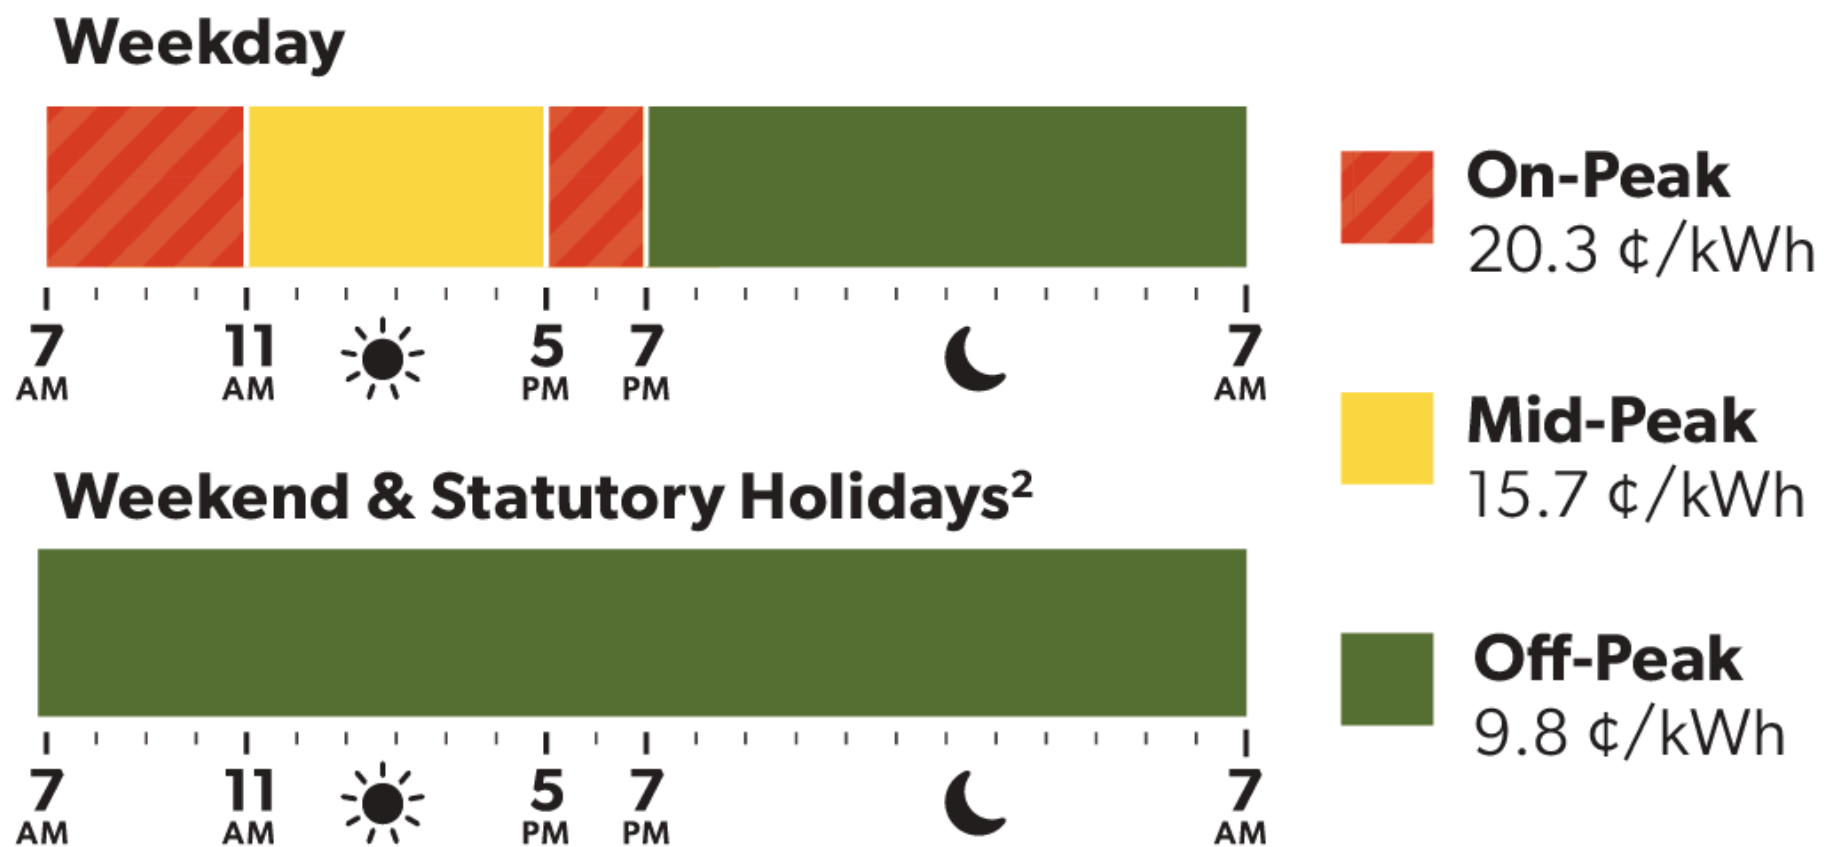 Weekday
7 11 5 7 7
AM AM PM PM AM
Weekend & Statutory Holidays²
7 11 5 7 7
AM AM PM PM AM
On-Peak
20.3 ¢/kWh
Mid-Peak
15.7 ¢/kWh
Off-Peak
9.8 ¢/kWh